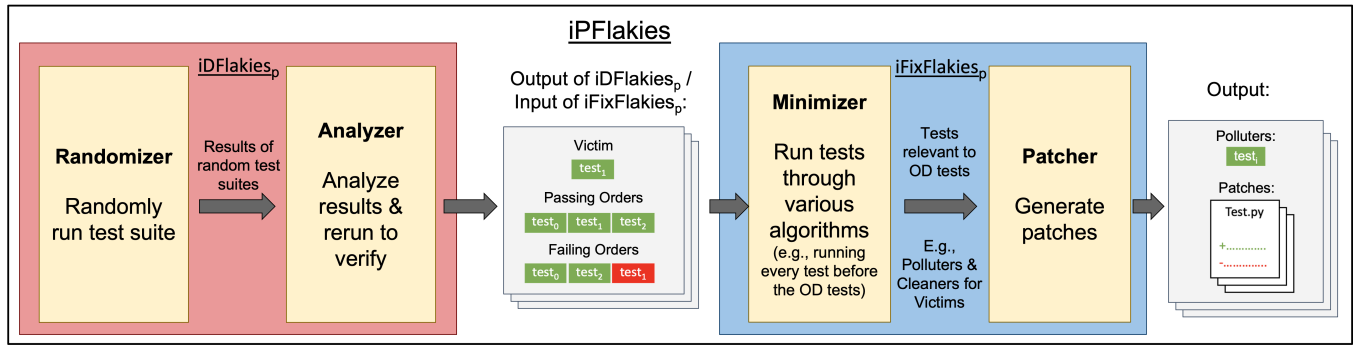 iPFlakies
iDFlakiesp
Randomizer
Randomly
run test suite
Results of
random test
suites
Analyzer
Analyze
results &
rerun to
verify
Output of iDFlakiesp /
Input of iFixFlakiesp:
Victim
test1
Passing Orders
test0 test1 test2
Failing Orders
test0 test2 test1
iFixFlakiesp
Minimizer
Run tests
through
various
algorithms
(e.g., running
every test before
the OD tests)
Tests
relevant to
OD tests
E.g.,
Polluters &
Cleaners for
Victims
Patcher
Generate
patches
Output:
Polluters:
testi
Patches:
Test.py
+............
-.............